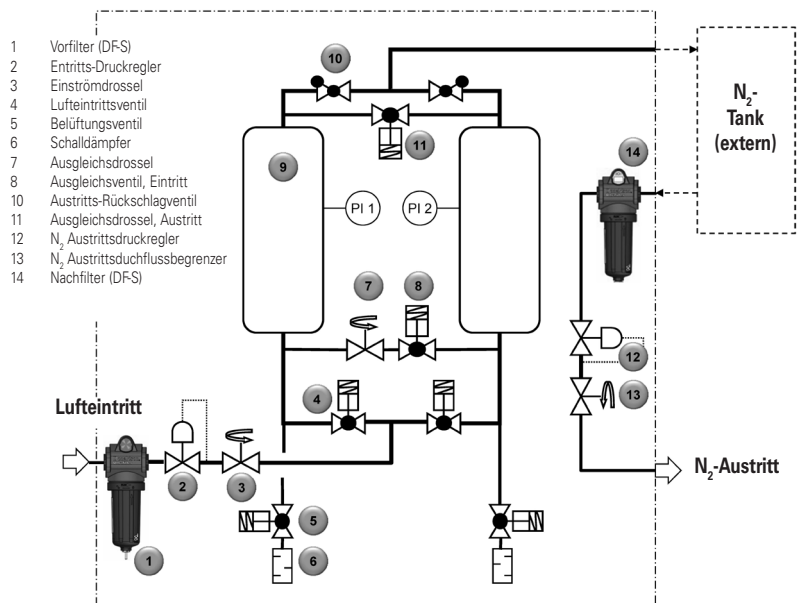 1 Vorfilter (DF-S)
2 Entritts-Druckregler
3 Einströmdrossel
4 Lufteintrittsventil
5 Belüftungsventil
6 Schalldämpfer
7 Ausgleichsdrossel
8 Ausgleichsventil, Eintritt
10 Austritts-Rückschlagventil
11 Ausgleichsdrossel, Austritt
12 N₂ Austrittsdruckregler
13 N₂ Austrittsduchflussbegrenzer
14 Nachfilter (DF-S)
10
11
9
PI 1
PI 2
14
N₂-
Tank
(extern)
7
8
12
13
4
Lufteintritt
N₂-Austritt
2
3
5
6
1